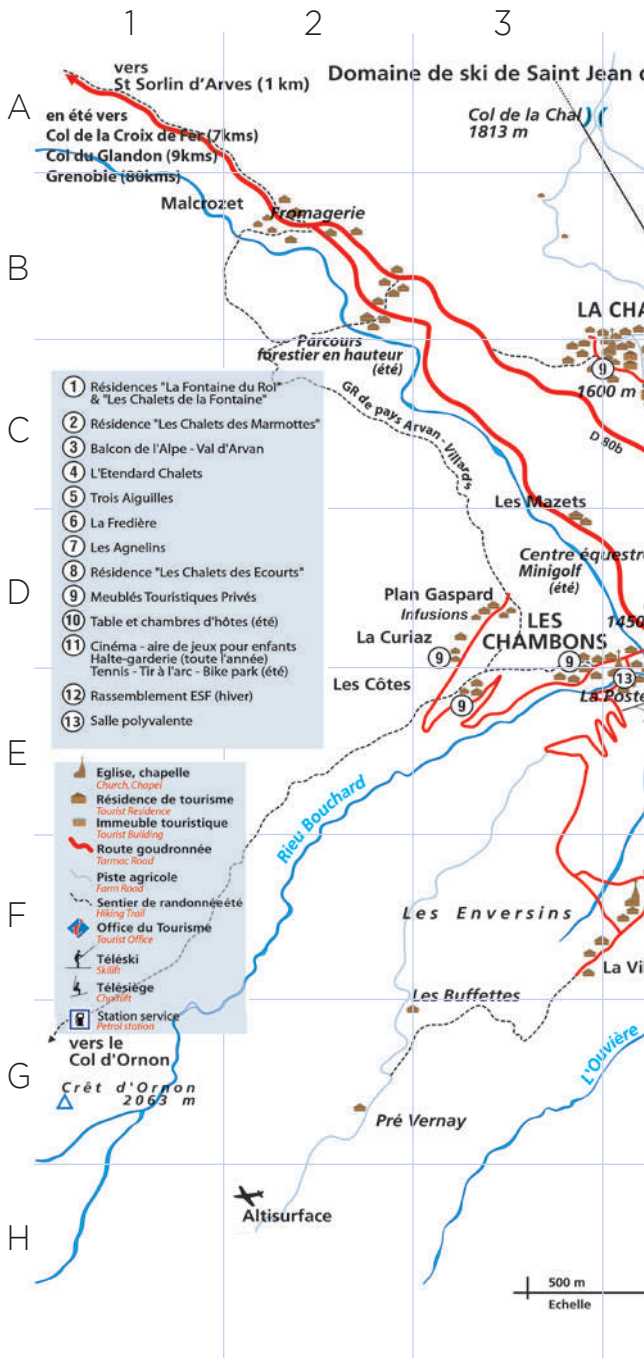 1 2 3
A
vers
St Sorlin d'Arves (1 km)
Domaine de ski de Saint Jean d
Col de la Chal
1813 m
en été vers
Col de la Croix de Fer (7kms)
Col du Glandon (9kms)
Grenoble (80kms)
Malcrozet
Fromagerie
B
LA CHA
9
1600 m
Parcours
forestier en hauteur
(été)
GR de pays Arvan - Villards
D 80b
C
1 Résidences "La Fontaine du Roi"
& "Les Chalets de la Fontaine"
2 Résidence "Les Chalets des Marmottes"
3 Balcon de l'Alpe - Val d'Arvan
4 L'Etendard Chalets
5 Trois Aiguilles
6 La Fredière
7 Les Agnelins
8 Résidence "Les Chalets des Ecourts"
9 Meublés Touristiques Privés
10 Table et chambres d'hôtes (été)
11 Cinéma - aire de jeux pour enfants
Halte-garderie (toute l'année)
Tennis - Tir à l'arc - Bike park (été)
12 Rassemblement ESF (hiver)
13 Salle polyvalente
Les Mazets
Centre équestre
Minigolf
(été)
D
Plan Gaspard
Infusions
1450
LES
CHAMBONS
La Curiaz
9
9
13
Les Côtes
9
La Poste
E
Eglise, chapelle
Church, Chapel
Résidence de tourisme
Tourist Residence
Immeuble touristique
Tourist Building
Route goudronnée
Tarmac Road
Piste agricole
Farm Road
Sentier de randonnée été
Hiking Trail
Office du Tourisme
Tourist Office
Téléski
Skilift
Télésiège
Chairlift
Station service
Petrol station
Rieu Bouchard
F
Les Enversins
La Vil
Les Buffettes
vers le
Col d'Ornon
G
Crêt d'Ornon
2063 m
L'Ouvière
Pré Vernay
Altisurface
H
500 m
Echelle